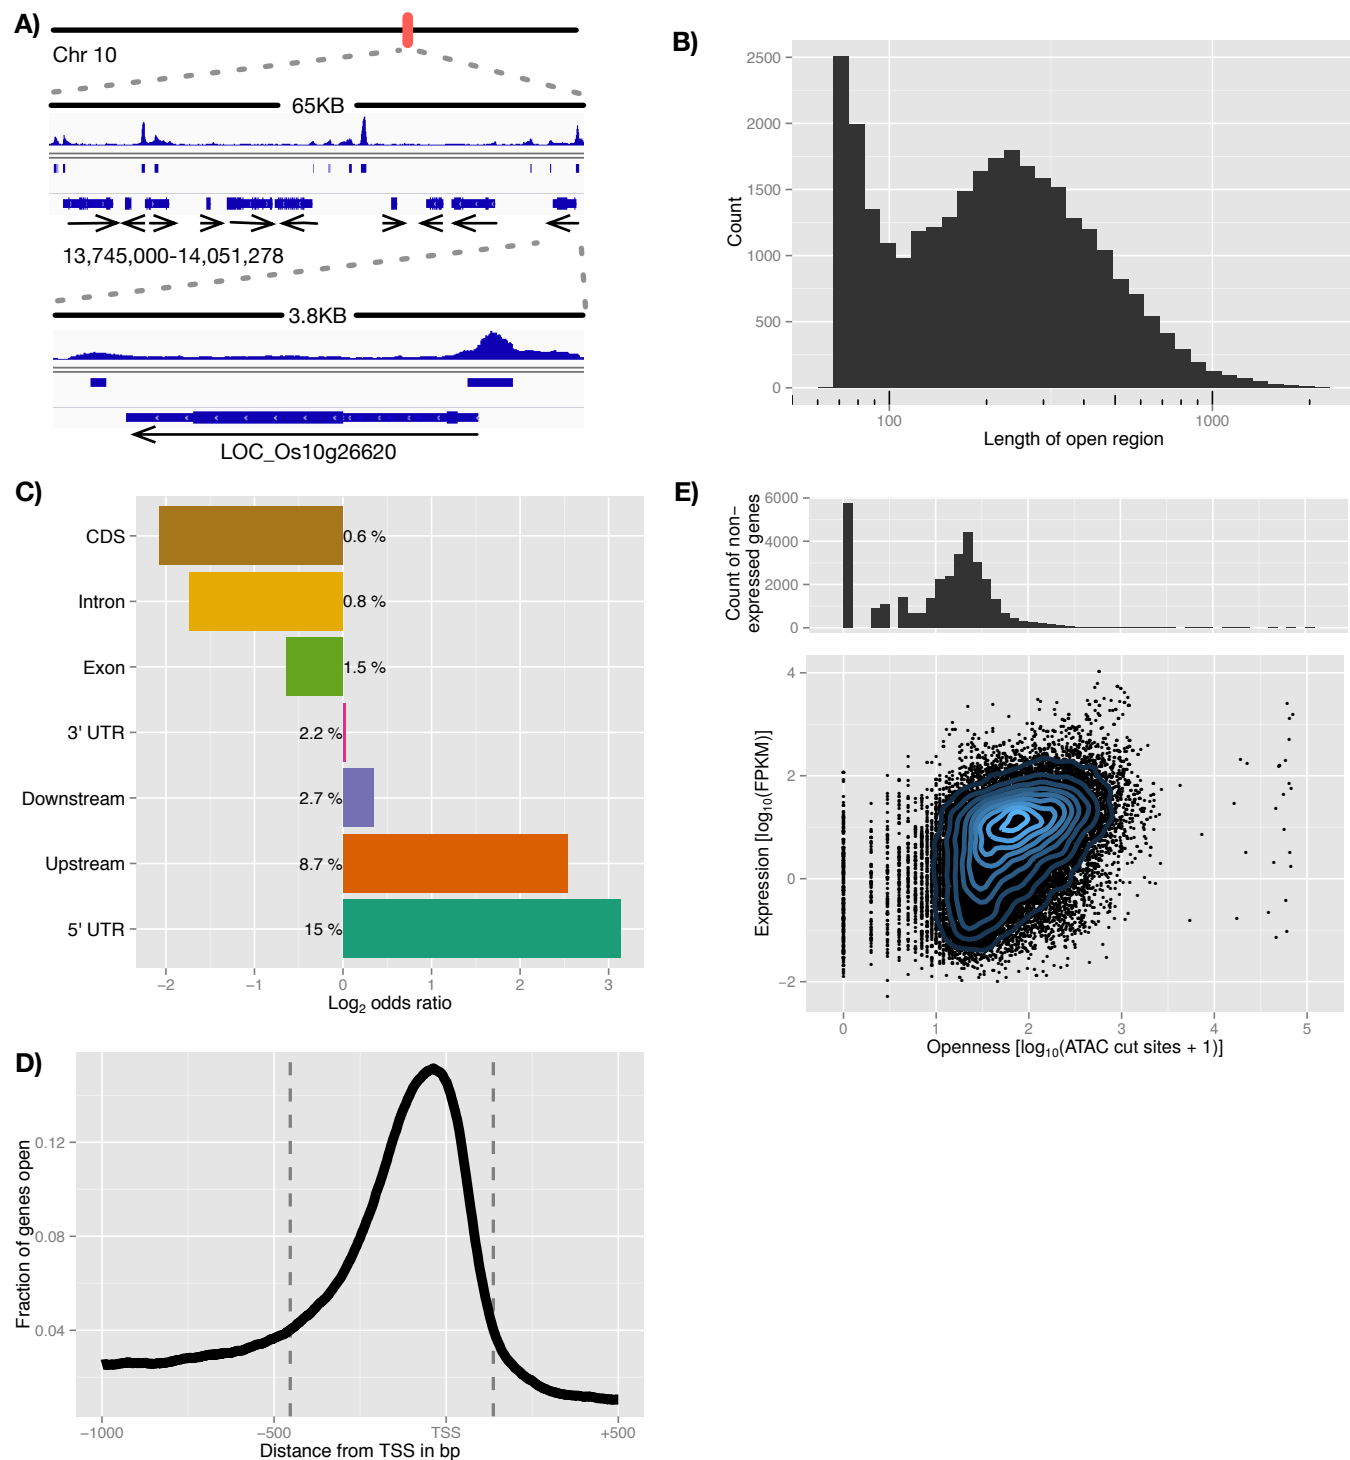 A)
Chr 10
65KB
13,745,000-14,051,278
3.8KB
LOC_Os10g26620
B)
2500
2000
1500
1000
500
0
Count
100
1000
Length of open region
C)
CDS
0.6 %
Intron
0.8 %
Exon
1.5 %
3' UTR
2.2 %
Downstream
2.7 %
Upstream
8.7 %
5' UTR
15 %
−2
−1
0
1
2
3
Log2 odds ratio
D)
0.12
0.08
0.04
Fraction of genes open
−1000
−500
TSS
+500
Distance from TSS in bp
E)
Count of non−
expressed genes
6000
4000
2000
0
4
2
0
−2
Expression [log10(FPKM)]
0
1
2
3
4
5
Openness [log10(ATAC cut sites + 1)]